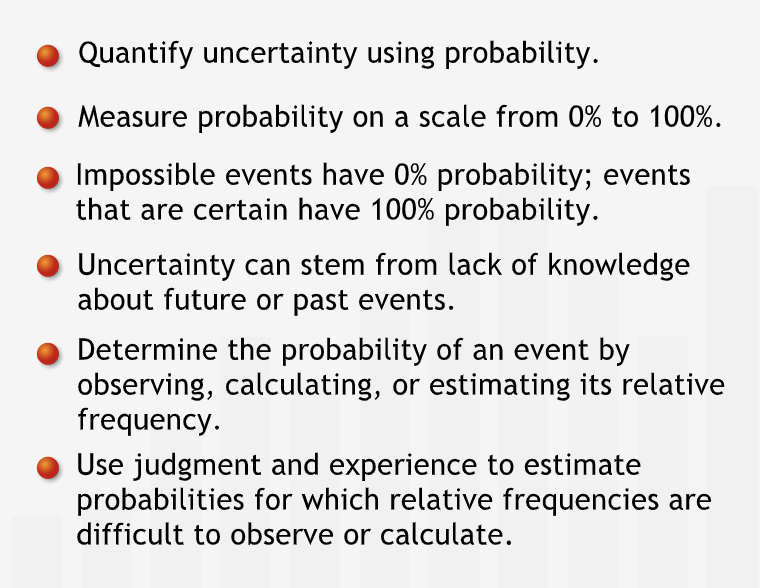 Quantify uncertainty using probability.
Measure probability on a scale from 0% to 100%.
Impossible events have 0% probability; events
that are certain have 100% probability.
Uncertainty can stem from lack of knowledge
about future or past events.
Determine the probability of an event by
observing, calculating, or estimating its relative
frequency.
Use judgment and experience to estimate
probabilities for which relative frequencies are
difficult to observe or calculate.